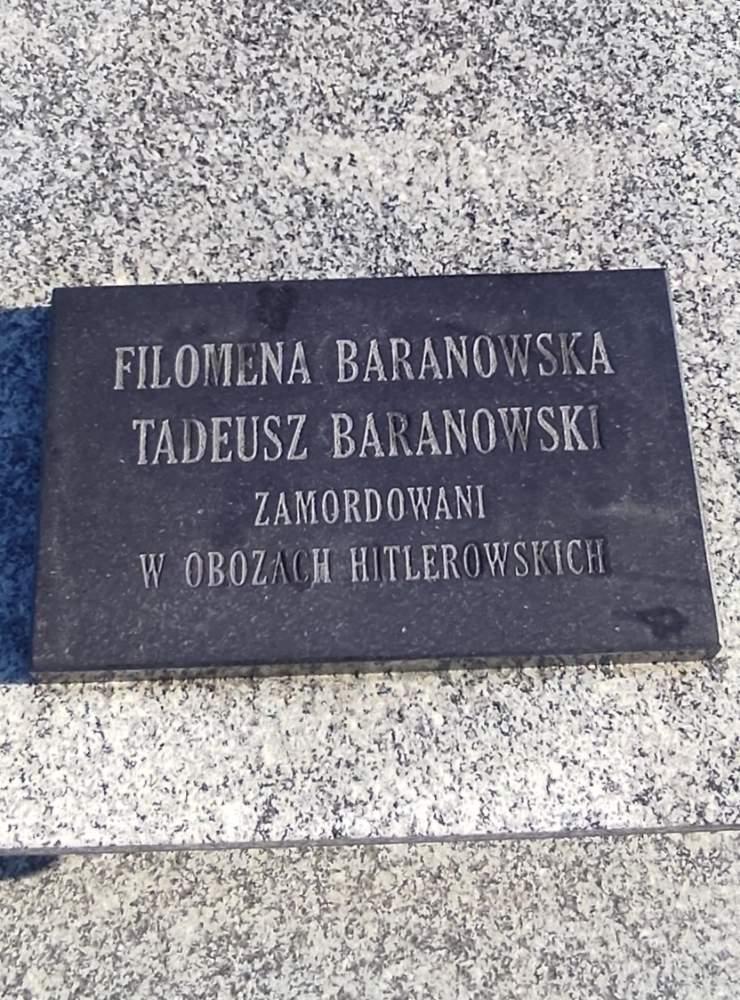 FILOMENA BARANOWSKA
TADEUSZ BARANOWSKI
ZAMORDOWANI
W OBOZACH HITLEROWSKICH